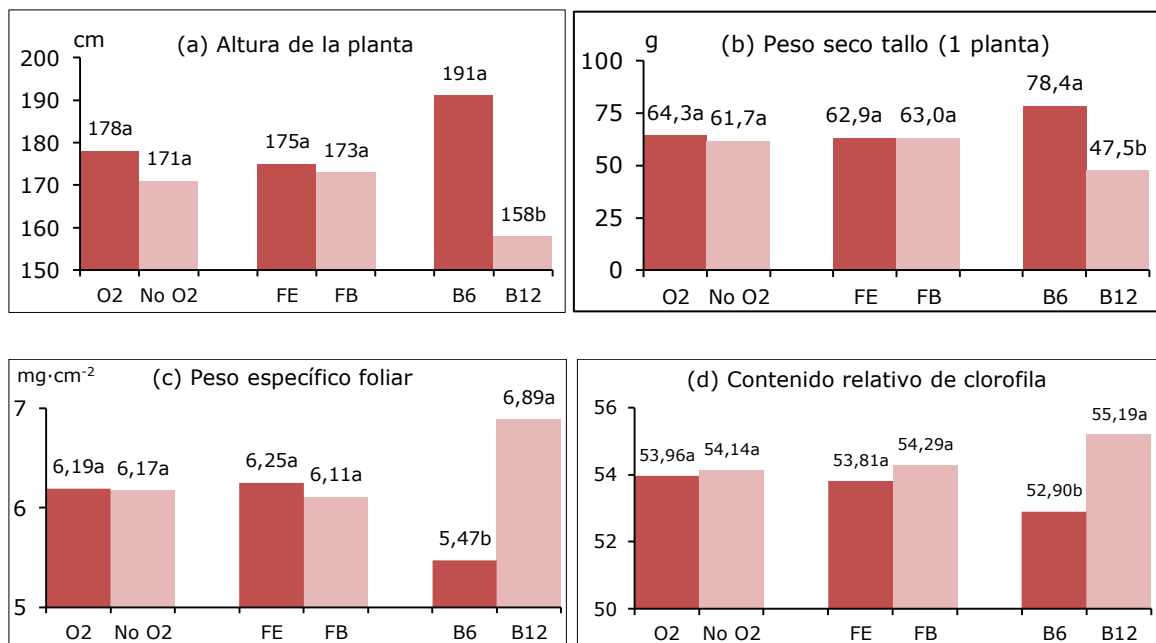 cm
(a) Altura de la planta
200
190
180
170
160
150
178a
171a
175a
173a
191a
158b
O2 No O2 FE FB B6 B12
g
(b) Peso seco tallo (1 planta)
100
75
50
25
0
64,3a
61,7a
62,9a
63,0a
78,4a
47,5b
O2 No O2 FE FB B6 B12
mg·cm-2
(c) Peso específico foliar
7
6
5
6,19a
6,17a
6,25a
6,11a
5,47b
6,89a
O2 No O2 FE FB B6 B12
(d) Contenido relativo de clorofila
56
54
52
50
53,96a
54,14a
53,81a
54,29a
52,90b
55,19a
O2 No O2 FE FB B6 B12